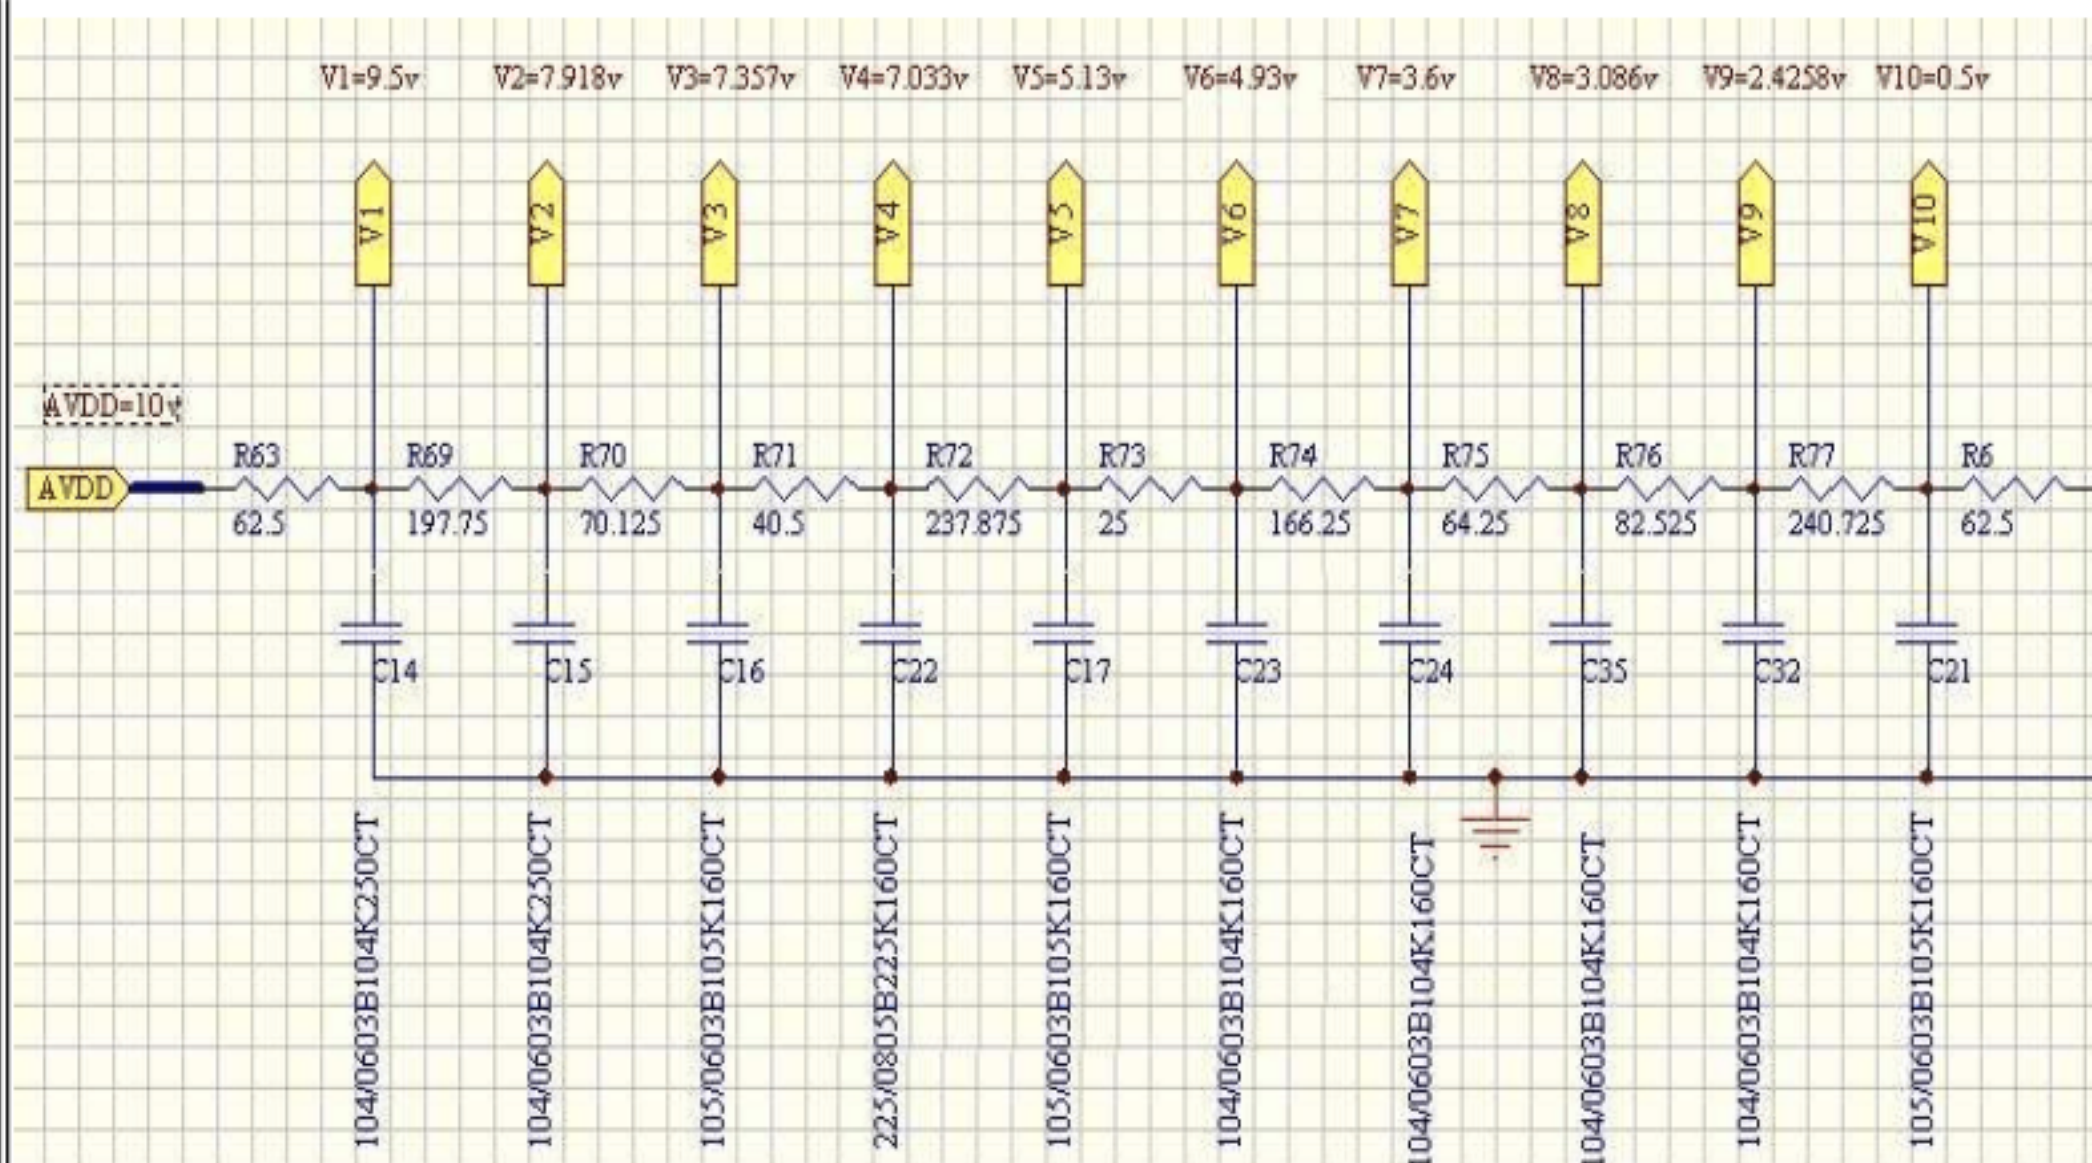 V1=9.5v V2=7.918v V3=7.357v V4=7.033v V5=5.13v V6=4.93v V7=3.6v V8=3.086v V9=2.4258v V10=0.5v
V1 V2 V3 V4 V5 V6 V7 V8 V9 V10
AVDD=10v
R63 R69 R70 R71 R72 R73 R74 R75 R76 R77 R6
AVDD
62.5 197.75 70.125 40.5 237.875 25 166.25 64.25 82.525 240.725 62.5
C14 C15 C16 C22 C17 C23 C24 C35 C32 C21
104/0603B104K250CT
104/0603B104K250CT
105/0603B105K160CT
225/0805B225K160CT
105/0603B105K160CT
104/0603B104K160CT
104/0603B104K160CT
104/0603B104K160CT
104/0603B104K160CT
105/0603B105K160CT